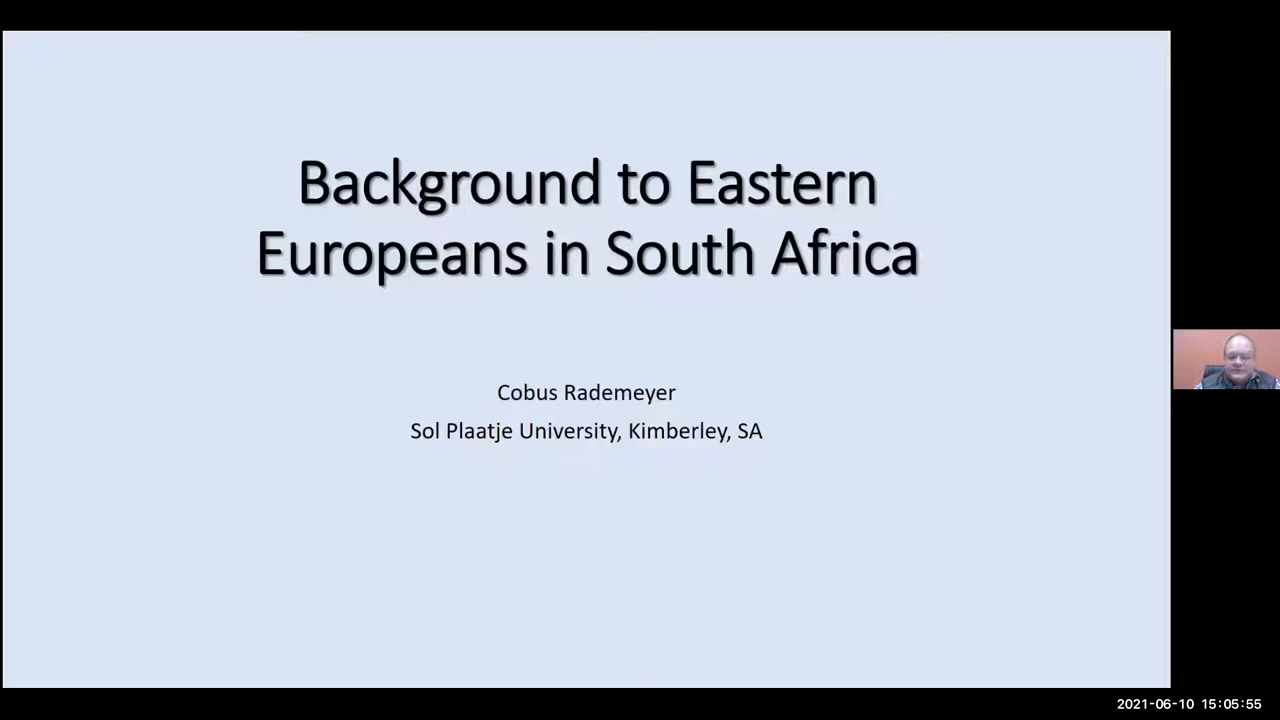 Background to Eastern
Europeans in South Africa
Cobus Rademeyer
Sol Plaatje University, Kimberley, SA
2021-06-10 15:05:55